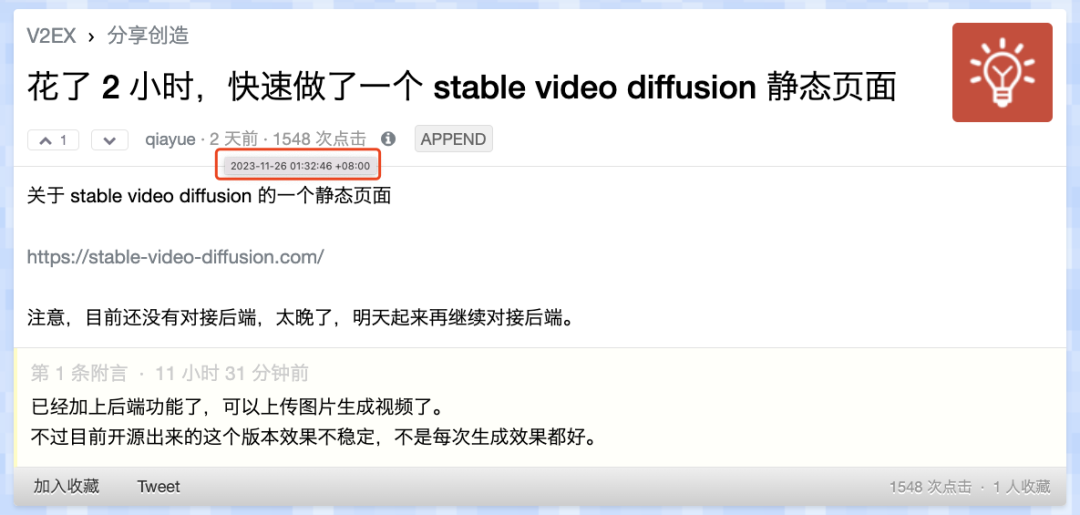 V2EX › 分享创造
花了 2 小时，快速做了一个 stable video diffusion 静态页面
1 qiayue · 2 天前 · 1548 次点击 APPEND
2023-11-26 01:32:46 +08:00
关于 stable video diffusion 的一个静态页面
https://stable-video-diffusion.com/
注意，目前还没有对接后端，太晚了，明天起来再继续对接后端。
第 1 条附言 · 11 小时 31 分钟前
已经加上后端功能了，可以上传图片生成视频了。
不过目前开源出来的这个版本效果不稳定，不是每次生成效果都好。
加入收藏 Tweet 1548 次点击 · 1 人收藏